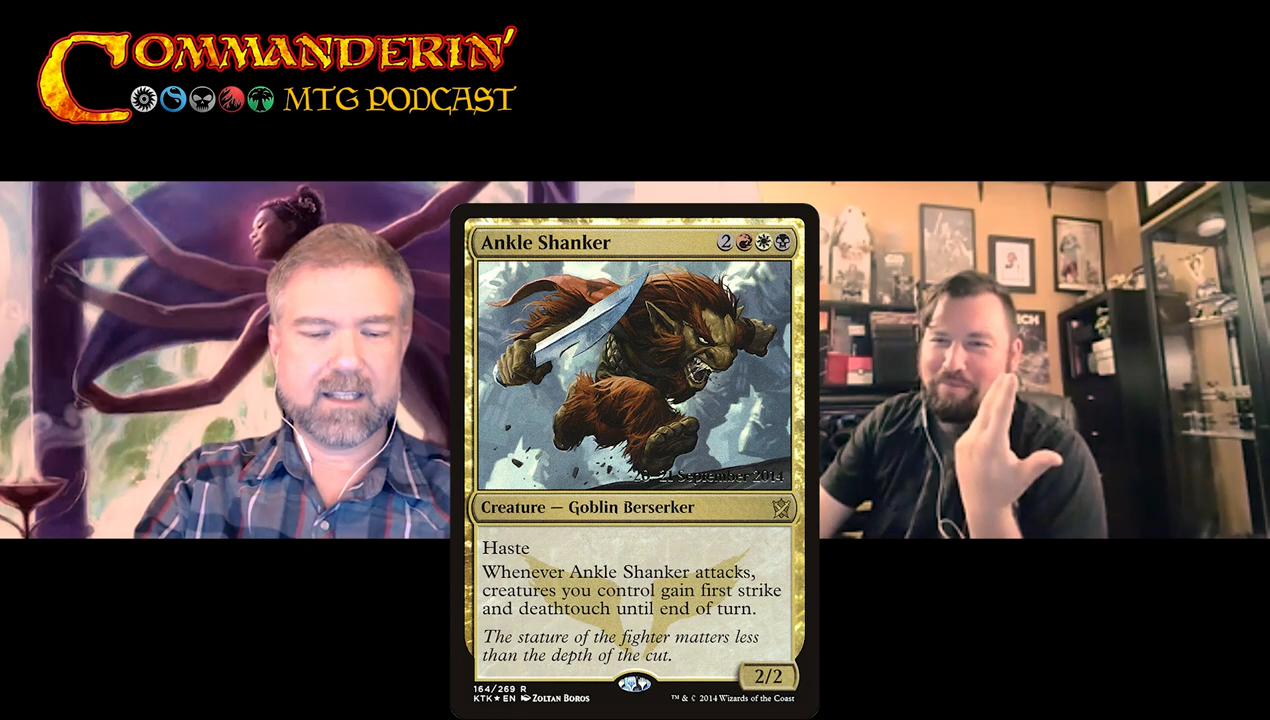 COMMANDERIN'
MTG PODCAST
Ankle Shanker
2
20–21 September 2014
Creature — Goblin Berserker
Haste
Whenever Ankle Shanker attacks,
creatures you control gain first strike
and deathtouch until end of turn.
The stature of the fighter matters less
than the depth of the cut.
2/2
164/269 R
KTK★EN ZOLTAN BOROS
™ & © 2014 Wizards of the Coast